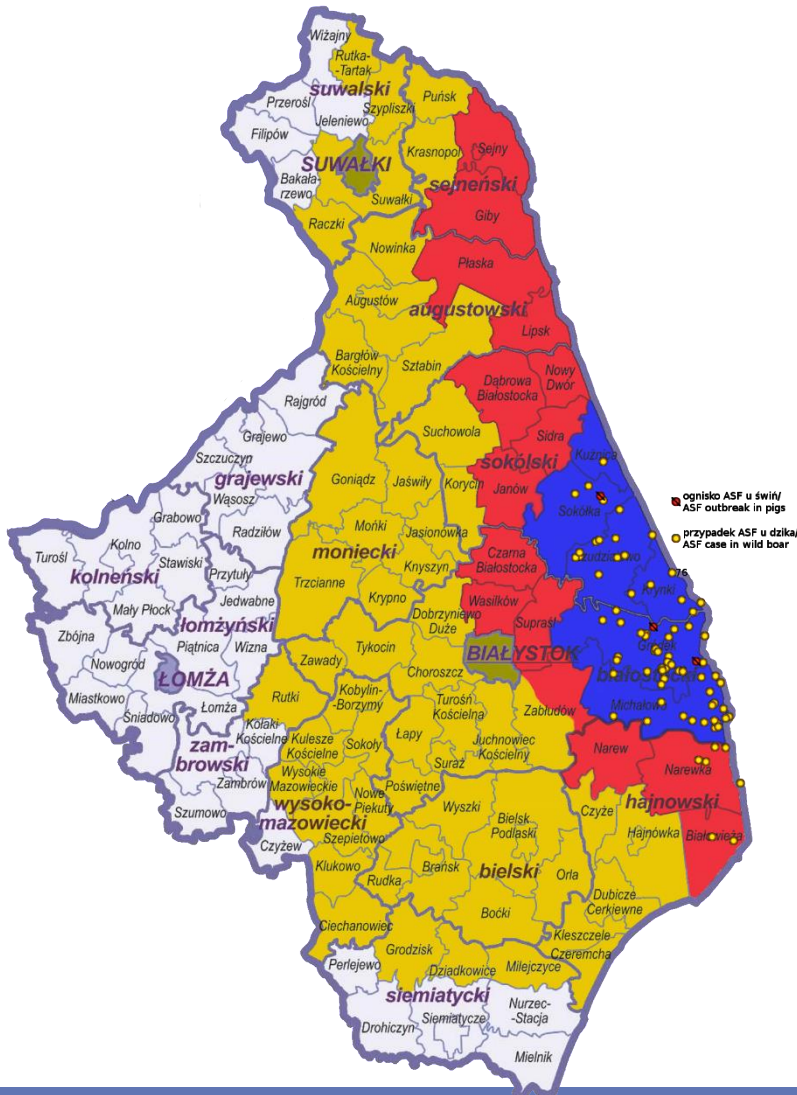 Wiżajny
Rutka-
-Tartak
suwalski
Szypliszki
Puńsk
Przerośl
Jeleniewo
Filipów
Krasnopol
Sejny
SUWAŁKI
Bakała-
rzewo
sejneński
Suwałki
Giby
Raczki
Nowinka
Płaska
Augustów
augustowski
Lipsk
Bargłów
Kościelny
Sztabin
Nowy
Dwór
Dąbrowa
Białostocka
Rajgród
Suchowola
Sidra
Grajewo
Kuźnica
Szczuczyn
sokólski
grajewski
Goniądz
Jaświły
Korycin
Janów
Wąsosz
Sokółka
ognisko ASF u świń/
ASF outbreak in pigs
Grabowo
Mońki
Radziłów
Jasionówka
przypadek ASF u dzika/
ASF case in wild boar
Kolno
Turośl
moniecki
Czarna
Białostocka
Stawiski
kolneński
Knyszyn
76
Przytuły
Trzcianne
Krynki
Jedwabne
Krypno
Wasilków
Mały Płock
Dobrzyniewo
Duże
Supraśl
Zbójna
łomżyński
Gródek
Piątnica
Wizna
Tykocin
BIAŁYSTOK
Nowogród
Zawady
ŁOMŻA
Choroszcz
białostocki
Miastkowo
Rutki
Kobylin-
-Borzymy
Łomża
Turośń
Kościelna
Michałowo
Śniadowo
Zabłudów
Kołaki
Kościelne
Kulesze
Kościelne
Sokoły
Łapy
zam-
browski
Juchnowiec
Kościelny
Narew
Suraż
Wysokie
Mazowieckie
Narewka
Zambrów
Poświętne
Nowe
Piekuty
wysoko-
mazowiecki
Wyszki
Czyże
hajnowski
Szumowo
Bielsk
Podlaski
Hajnówka
Białowieża
Szepietowo
Czyżew
Klukowo
Brańsk
bielski
Orla
Rudka
Dubicze
Cerkiewne
Boćki
Ciechanowiec
Kleszczele
Grodzisk
Czeremcha
Perlejewo
Dziadkowice
Milejczyce
siemiatycki
Nurzec-
-Stacja
Siemiatycze
Drohiczyn
Mielnik